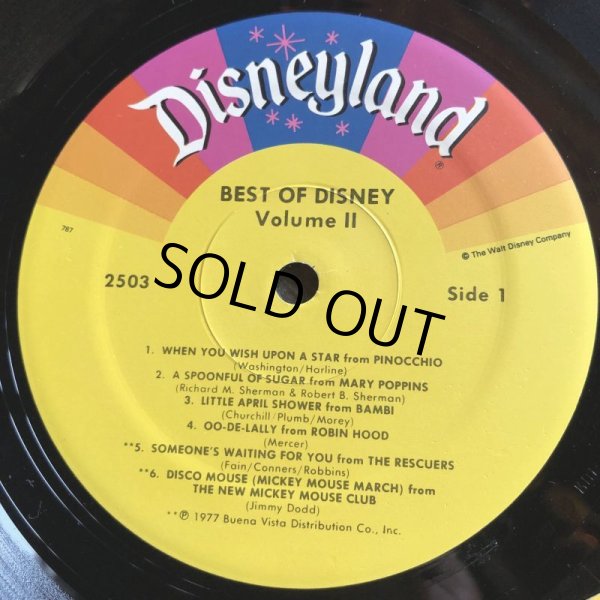 Disneyland
®
BEST OF DISNEY
Volume II
787
© The Walt Disney Company
2503
Side 1
SOLD OUT
1. WHEN YOU WISH UPON A STAR from PINOCCHIO
(Washington/Harline)
2. A SPOONFUL OF SUGAR from MARY POPPINS
(Richard M. Sherman & Robert B. Sherman)
3. LITTLE APRIL SHOWER from BAMBI
(Churchill/Plumb/Morey)
4. OO-DE-LALLY from ROBIN HOOD
(Mercer)
**5. SOMEONE'S WAITING FOR YOU from THE RESCUERS
(Fain/Conners/Robbins)
**6. DISCO MOUSE (MICKEY MOUSE MARCH) from
THE NEW MICKEY MOUSE CLUB
(Jimmy Dodd)
**℗ 1977 Buena Vista Distribution Co., Inc.